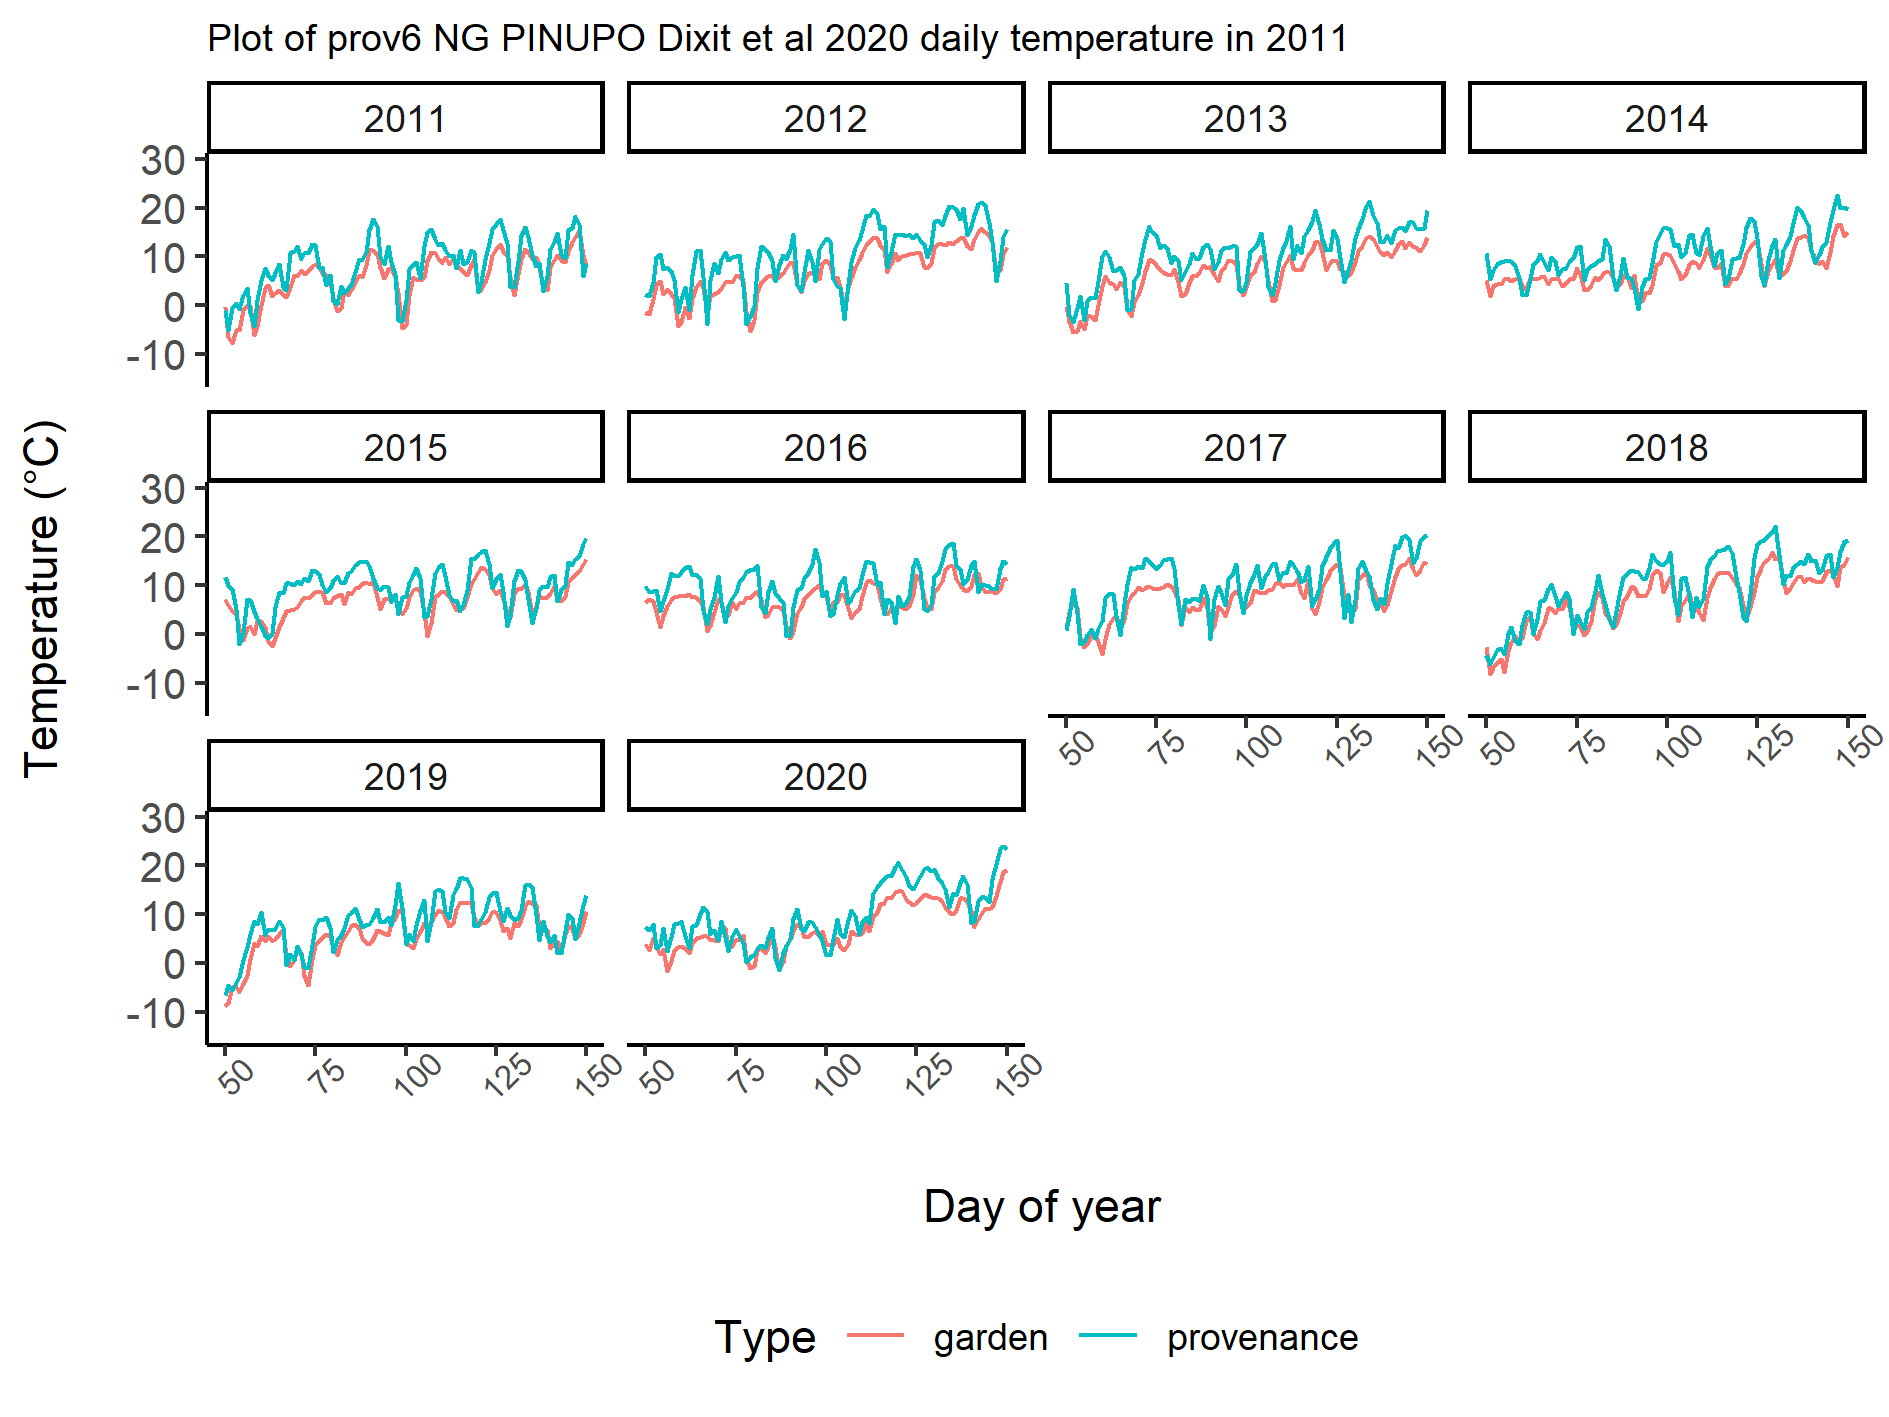 Plot of prov6 NG PINUPO Dixit et al 2020 daily temperature in 2011
2011 2012 2013 2014
30
20
10
0
-10
2015 2016 2017 2018
30
20
10
0
-10
50 75 100 125 150 50 75 100 125 150
2019 2020
30
20
10
0
-10
50 75 100 125 150 50 75 100 125 150
Temperature (°C)
Day of year
Type garden provenance